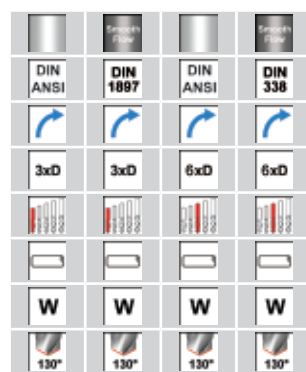 Smooth Flow Smooth Flow
DIN ANSI DIN 1897 DIN ANSI DIN 338
3xD 3xD 6xD 6xD
W W W W
130° 130° 130° 130°